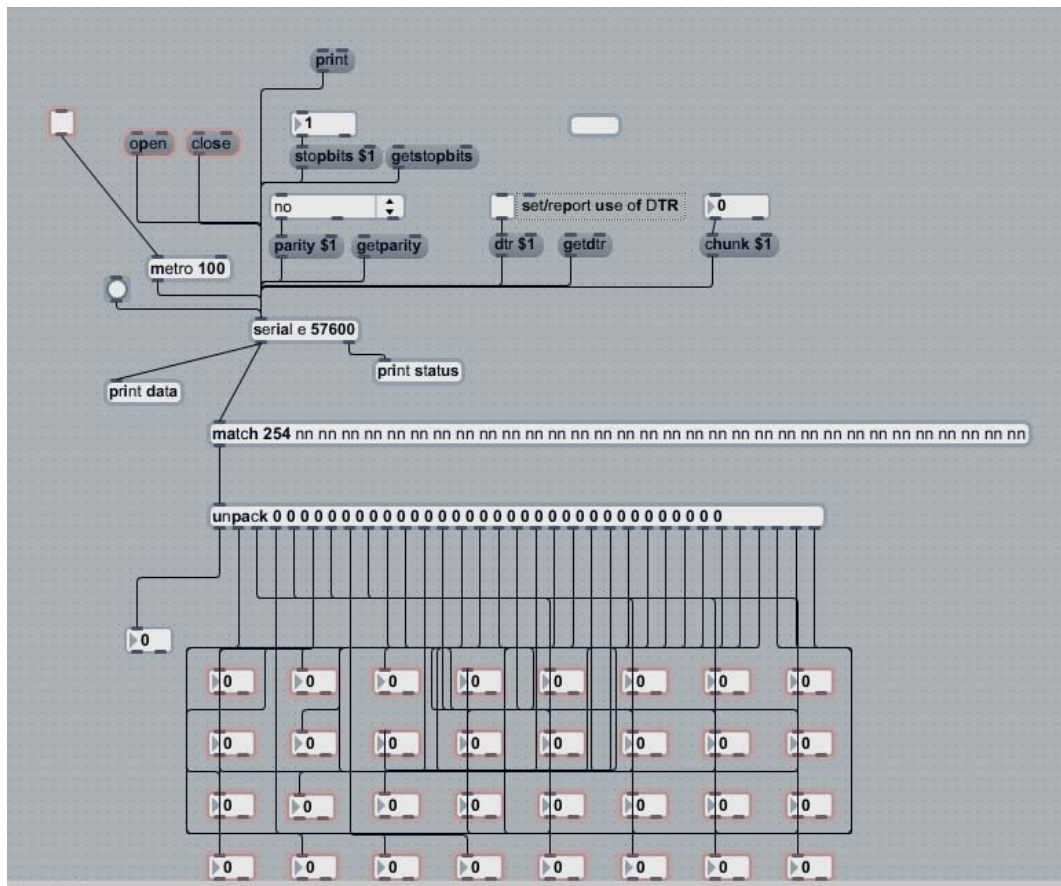 print
1
open
close
stopbits $1
getstopbits
no
set/report use of DTR
0
parity $1
getparity
dtr $1
getdtr
chunk $1
metro 100
serial e 57600
print status
print data
match 254 nn nn nn nn nn nn nn nn nn nn nn nn nn nn nn nn nn nn nn nn nn nn nn nn nn nn nn nn nn nn nn nn
unpack 0 0 0 0 0 0 0 0 0 0 0 0 0 0 0 0 0 0 0 0 0 0 0 0 0 0 0 0 0 0 0 0 0
0
0 0 0 0 0 0 0 0
0 0 0 0 0 0 0 0
0 0 0 0 0 0 0 0
0 0 0 0 0 0 0 0